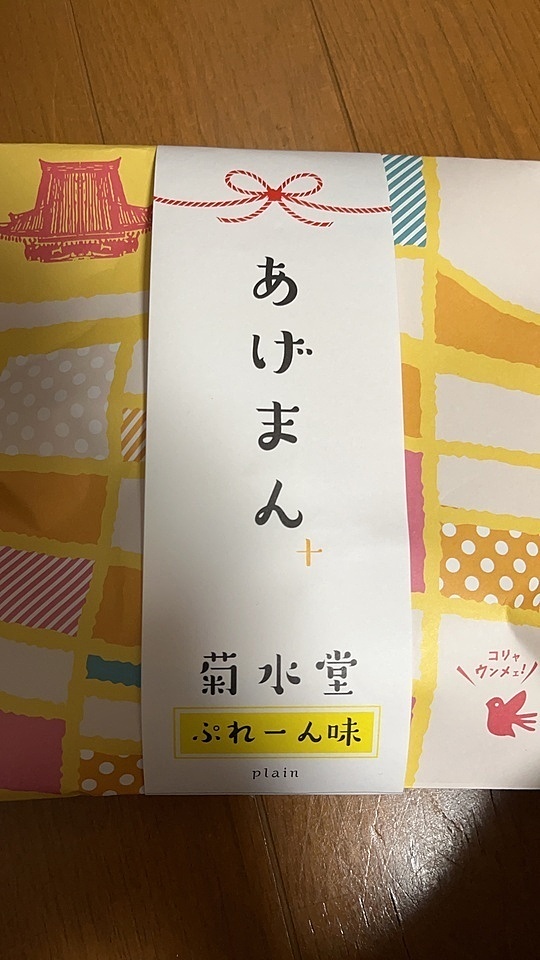 あげまん
＋
菊水堂
ぷれーん味
plain
コリャ
ウンメェ!